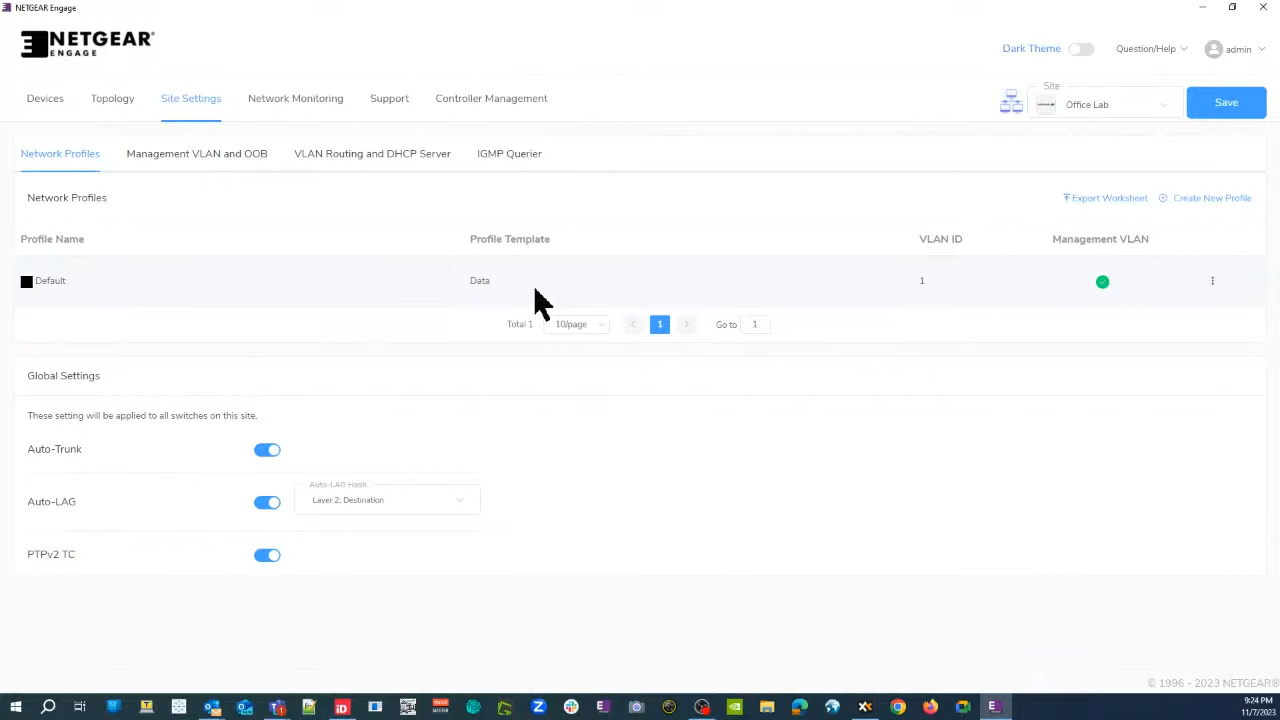 NETGEAR Engage
NETGEAR
ENGAGE
Dark Theme
Question/Help
admin
Devices
Topology
Site Settings
Network Monitoring
Support
Controller Management
Site
Office Lab
Save
Network Profiles
Management VLAN and OOB
VLAN Routing and DHCP Server
IGMP Querier
Network Profiles
Export Worksheet
Create New Profile
Profile Name
Profile Template
VLAN ID
Management VLAN
Default
Data
1
Total 1
10/page
1
Go to
1
Global Settings
These setting will be applied to all switches on this site.
Auto-Trunk
Auto-LAG
Auto-LAG Hash
Layer 2; Destination
PTPv2 TC
© 1996 - 2023 NETGEAR®
9:24 PM
11/7/2023